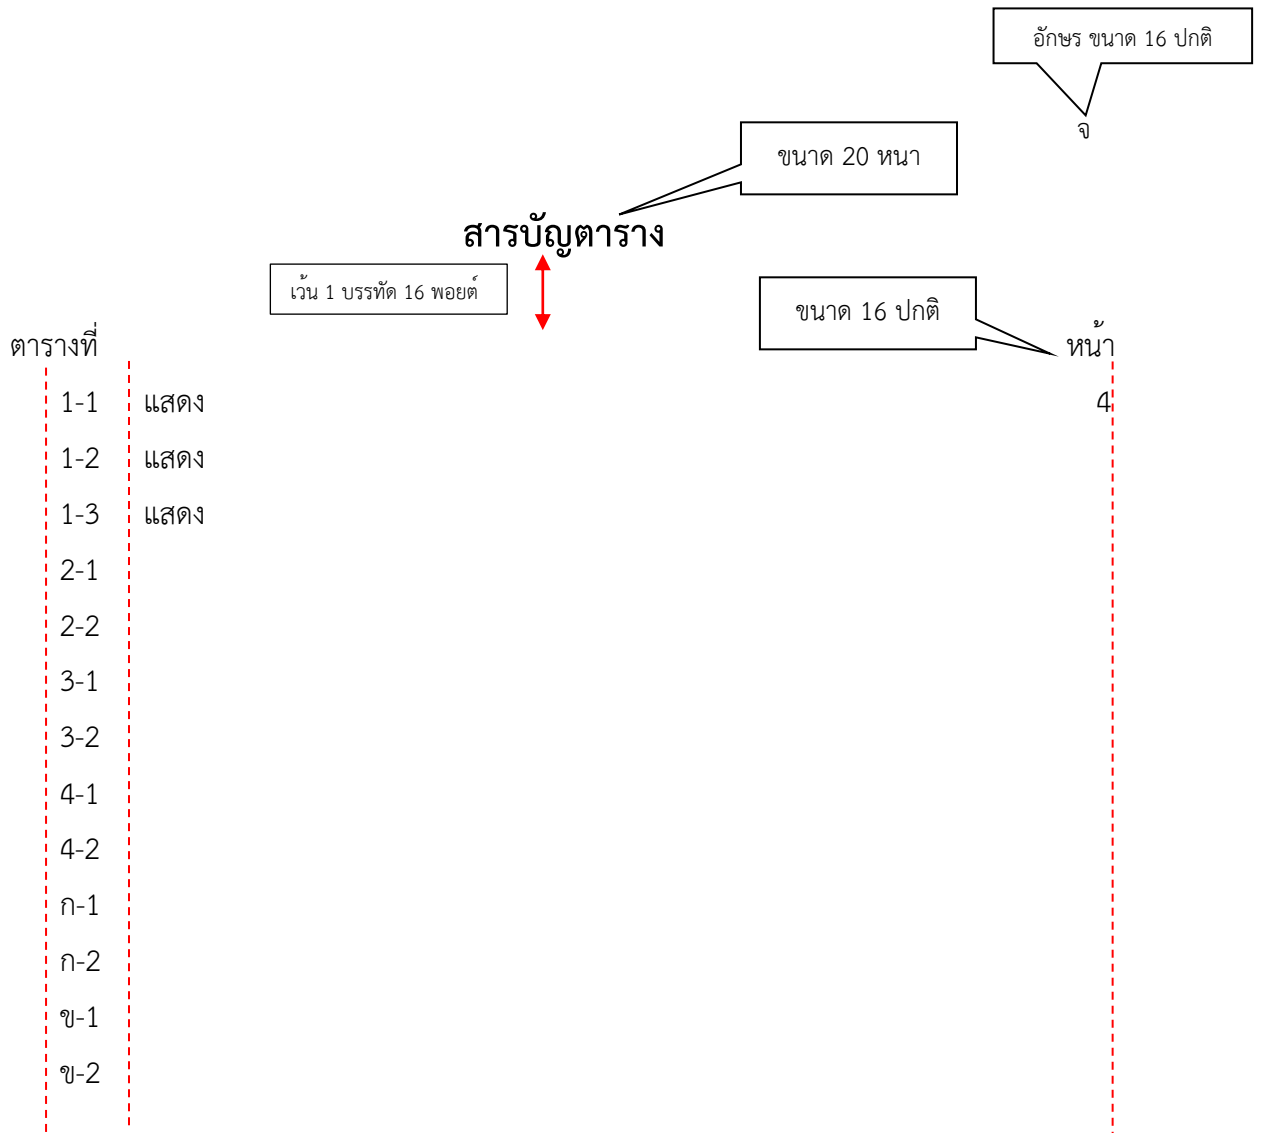 อักษร ขนาด 16 ปกติ
จ
ขนาด 20 หนา
สารบัญตาราง
เว้น 1 บรรทัด 16 พอยต์
ขนาด 16 ปกติ
ตารางที่ หน้า
1-1 แสดง 4
1-2 แสดง
1-3 แสดง
2-1
2-2
3-1
3-2
4-1
4-2
ก-1
ก-2
ข-1
ข-2